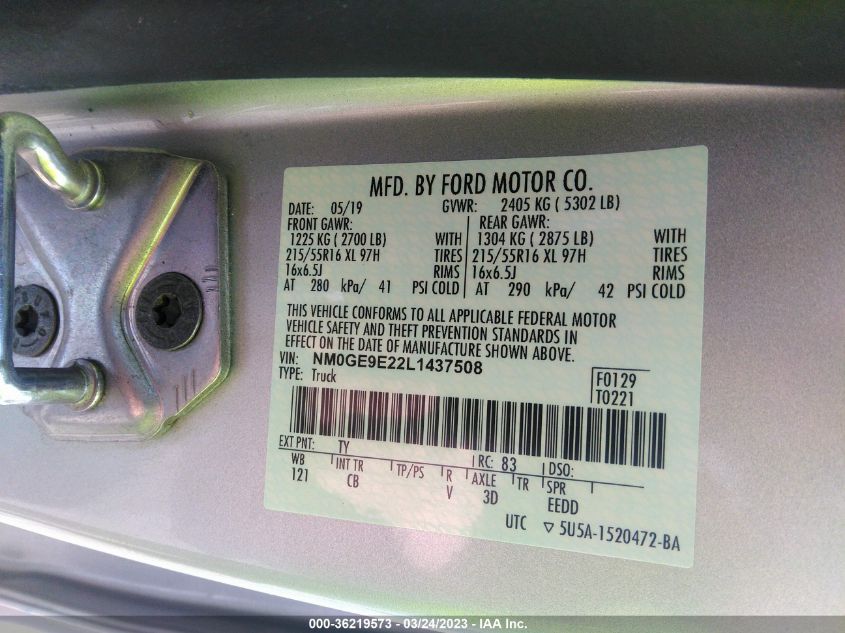 MFD. BY FORD MOTOR CO.
DATE: 05/19 GVWR: 2405 KG ( 5302 LB)
FRONT GAWR: REAR GAWR:
1225 KG ( 2700 LB) WITH 1304 KG ( 2875 LB) WITH
215/55R16 XL 97H TIRES 215/55R16 XL 97H TIRES
16x6.5J RIMS 16x6.5J RIMS
AT 280 kPa/ 41 PSI COLD AT 290 kPa/ 42 PSI COLD
THIS VEHICLE CONFORMS TO ALL APPLICABLE FEDERAL MOTOR
VEHICLE SAFETY AND THEFT PREVENTION STANDARDS IN
EFFECT ON THE DATE OF MANUFACTURE SHOWN ABOVE.
VIN: NM0GE9E22L1437508
TYPE: Truck
F0129
T0221
EXT PNT: TY RC: 83 DSO:
WB INT TR TP/PS R AXLE TR SPR
121 CB V 3D EEDD
UTC ▽ 5U5A-1520472-BA
000-36219573 - 03/24/2023 - IAA Inc.